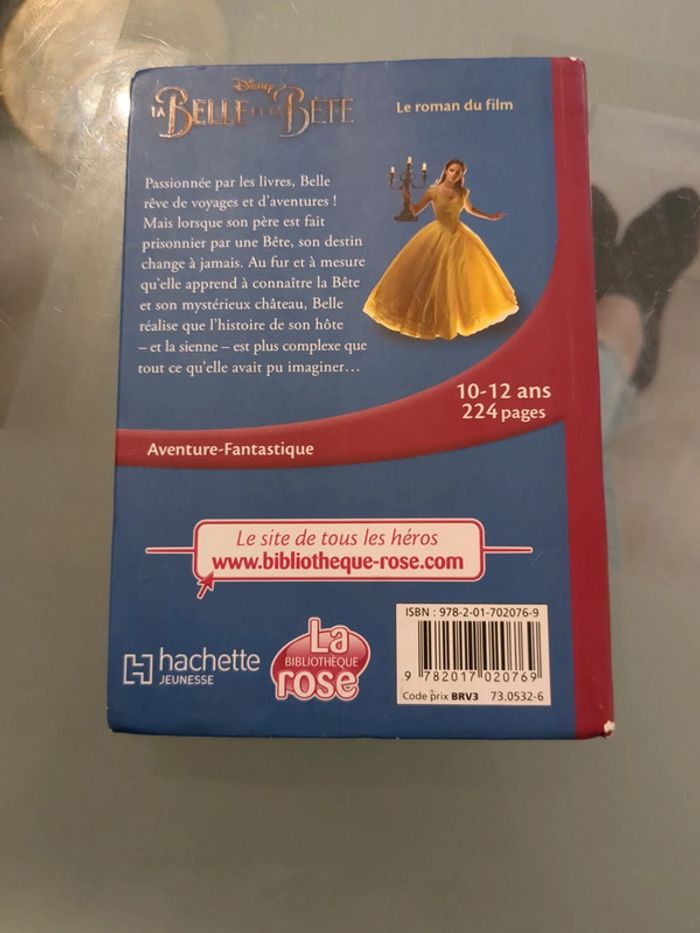 Disney
LA BELLE ET LA BÊTE
Le roman du film
Passionnée par les livres, Belle
rêve de voyages et d'aventures !
Mais lorsque son père est fait
prisonnier par une Bête, son destin
change à jamais. Au fur et à mesure
qu'elle apprend à connaître la Bête
et son mystérieux château, Belle
réalise que l'histoire de son hôte
– et la sienne – est plus complexe que
tout ce qu'elle avait pu imaginer…
10-12 ans
224 pages
Aventure-Fantastique
Le site de tous les héros
www.bibliotheque-rose.com
hachette
JEUNESSE
La
BIBLIOTHÈQUE
rose
ISBN : 978-2-01-702076-9
9 782017 020769
Code prix BRV3 73.0532-6